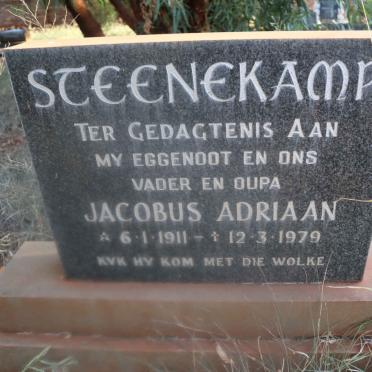 STEENEKAMP
TER GEDAGTENIS AAN
MY EGGENOOT EN ONS
VADER EN OUPA
JACOBUS ADRIAAN
☆ 6·1·1911 – † 12·3·1979
KYK HY KOM MET DIE WOLKE